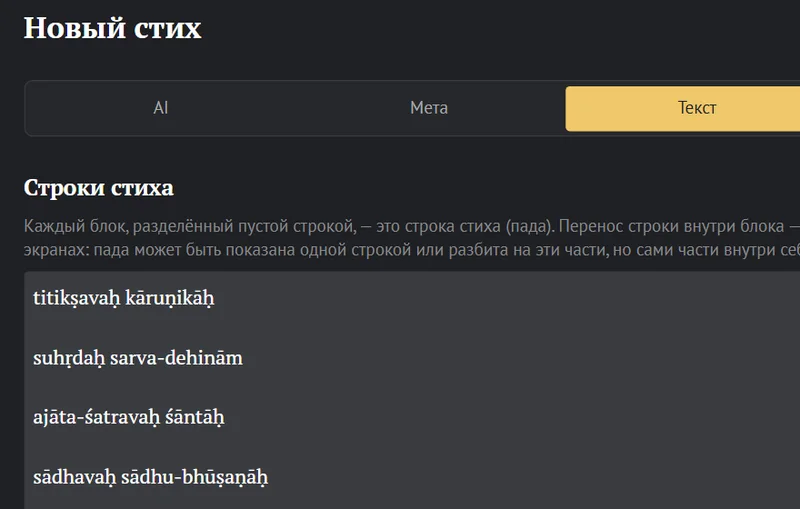 Новый стих
AI
Мета
Текст
Строки стиха
Каждый блок, разделённый пустой строкой, — это строка стиха (пада). Перенос строки внутри блока —
экранах: пада может быть показана одной строкой или разбита на эти части, но сами части внутри
titikṣavaḥ kāruṇikāḥ
suhṛdaḥ sarva-dehinām
ajāta-śatravaḥ śāntāḥ
sādhavaḥ sādhu-bhūṣaṇāḥ